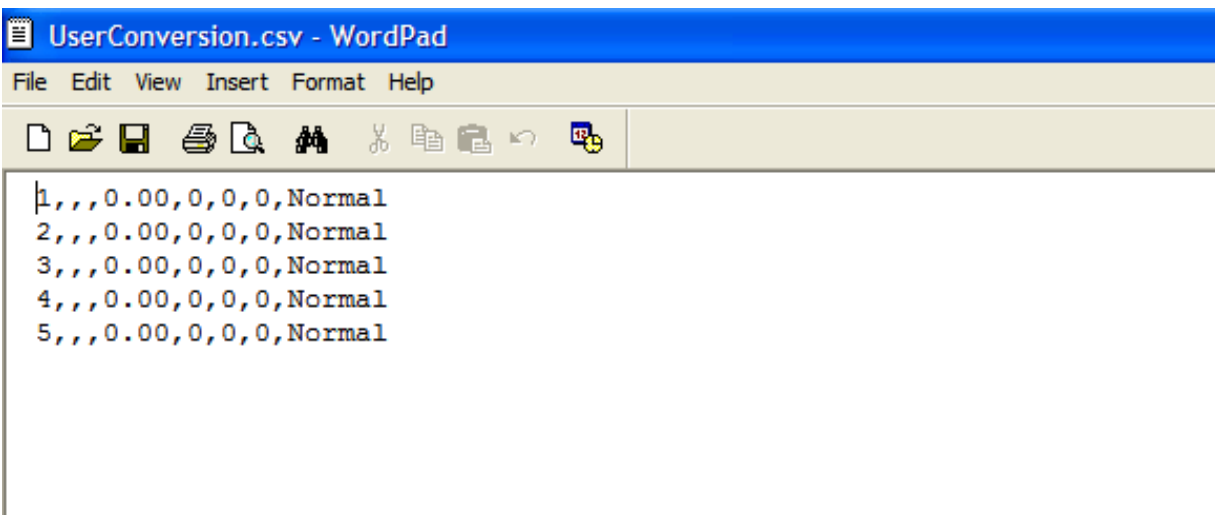 UserConversion.csv - WordPad
File Edit View Insert Format Help
1,,,0.00,0,0,0,Normal
2,,,0.00,0,0,0,Normal
3,,,0.00,0,0,0,Normal
4,,,0.00,0,0,0,Normal
5,,,0.00,0,0,0,Normal